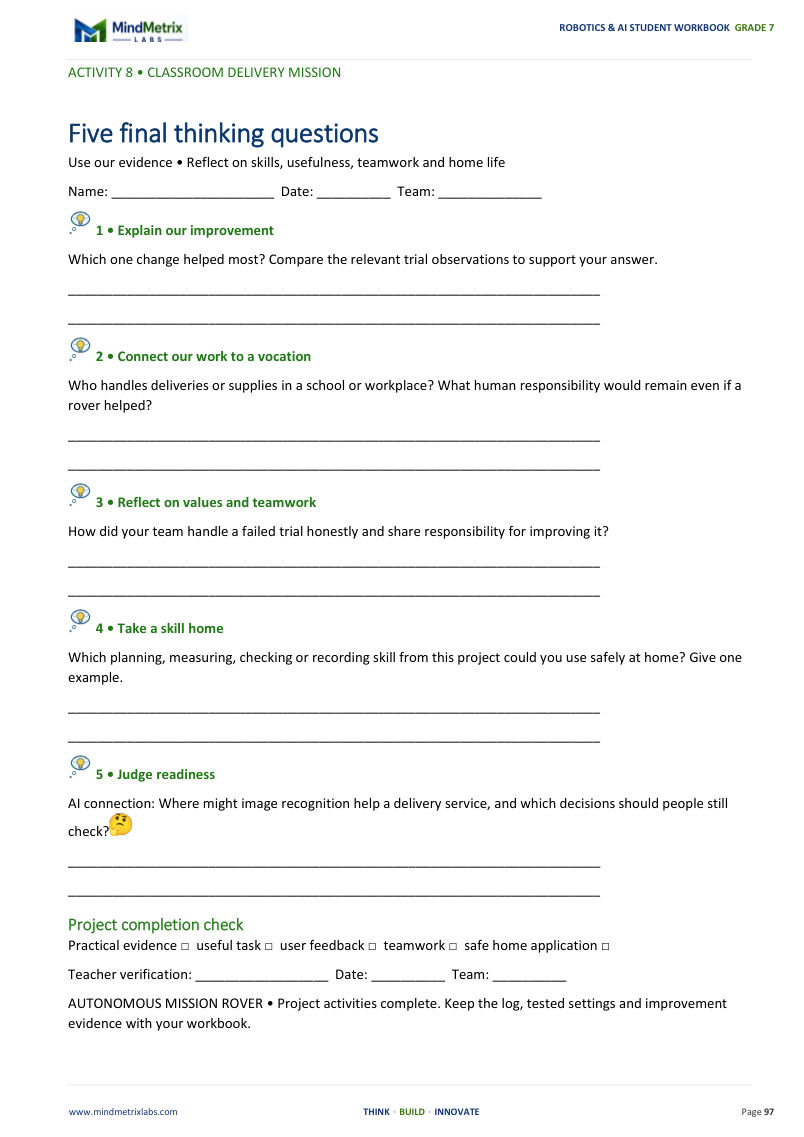 MindMetrix
LABS
ROBOTICS & AI STUDENT WORKBOOK GRADE 7
ACTIVITY 8 • CLASSROOM DELIVERY MISSION
Five final thinking questions
Use our evidence • Reflect on skills, usefulness, teamwork and home life
Name: ______________________ Date: __________ Team: ______________
1 • Explain our improvement
Which one change helped most? Compare the relevant trial observations to support your answer.
2 • Connect our work to a vocation
Who handles deliveries or supplies in a school or workplace? What human responsibility would remain even if a
rover helped?
3 • Reflect on values and teamwork
How did your team handle a failed trial honestly and share responsibility for improving it?
4 • Take a skill home
Which planning, measuring, checking or recording skill from this project could you use safely at home? Give one
example.
5 • Judge readiness
AI connection: Where might image recognition help a delivery service, and which decisions should people still
check?🤔
Project completion check
Practical evidence □ useful task □ user feedback □ teamwork □ safe home application □
Teacher verification: __________________ Date: __________ Team: __________
AUTONOMOUS MISSION ROVER • Project activities complete. Keep the log, tested settings and improvement
evidence with your workbook.
www.mindmetrixlabs.com
THINK • BUILD • INNOVATE
Page 97